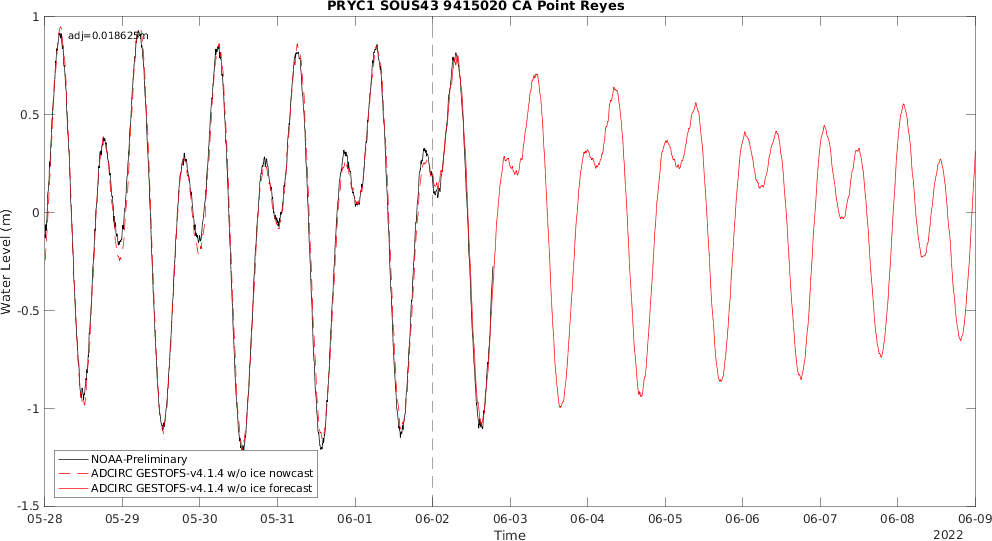 PRYC1 SOUS43 9415020 CA Point Reyes
adj=0.018625m
Water Level (m)
1
0.5
0
-0.5
-1
-1.5
NOAA-Preliminary
ADCIRC GESTOFS-v4.1.4 w/o ice nowcast
ADCIRC GESTOFS-v4.1.4 w/o ice forecast
05-28 05-29 05-30 05-31 06-01 06-02 06-03 06-04 06-05 06-06 06-07 06-08 06-09
Time
2022